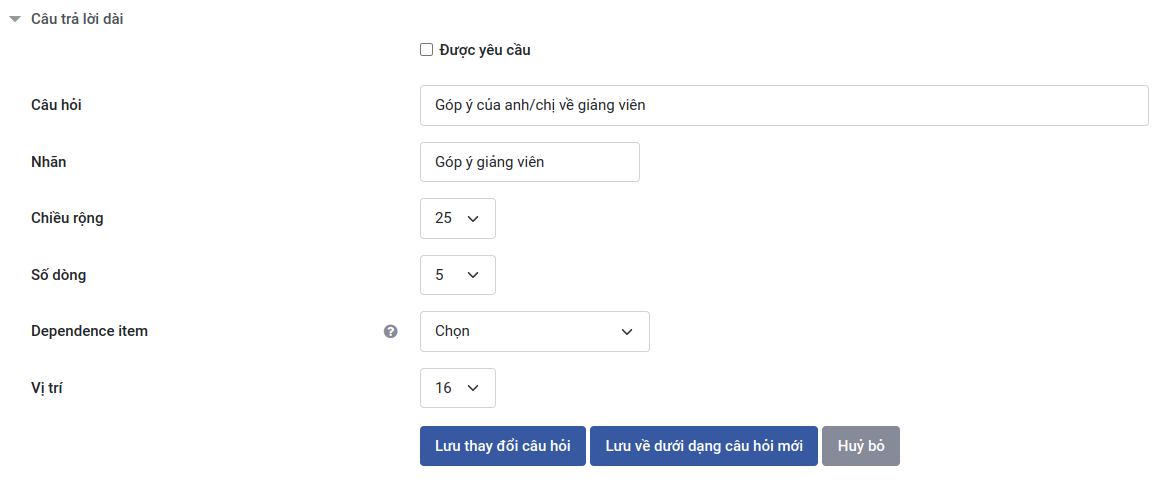 Câu trả lời dài
Được yêu cầu
Câu hỏi
Góp ý của anh/chị về giảng viên
Nhãn
Góp ý giảng viên
Chiều rộng
25
Số dòng
5
Dependence item
Chọn
Vị trí
16
Lưu thay đổi câu hỏi Lưu về dưới dạng câu hỏi mới Huỷ bỏ